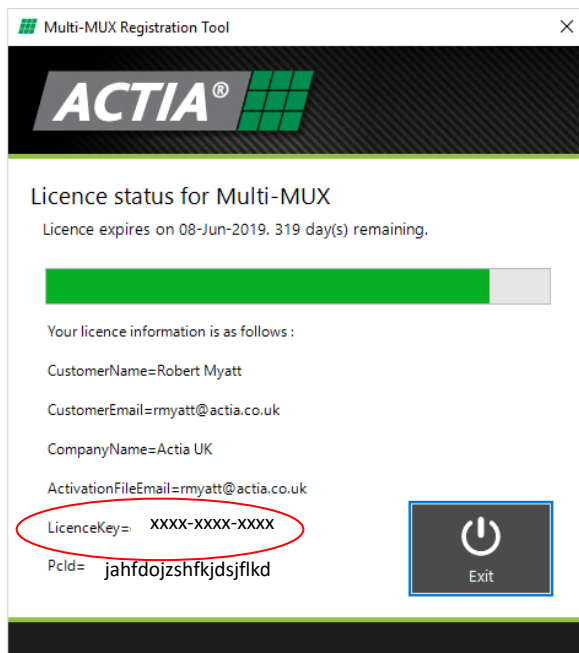 Multi-MUX Registration Tool
ACTIA®
Licence status for Multi-MUX
Licence expires on 08-Jun-2019. 319 day(s) remaining.
Your licence information is as follows :
CustomerName=Robert Myatt
CustomerEmail=rmyatt@actia.co.uk
CompanyName=Actia UK
ActivationFileEmail=rmyatt@actia.co.uk
LicenceKey= xxxx-xxxx-xxxx
PcId= jahfdojzshfkjdsjflkd
Exit